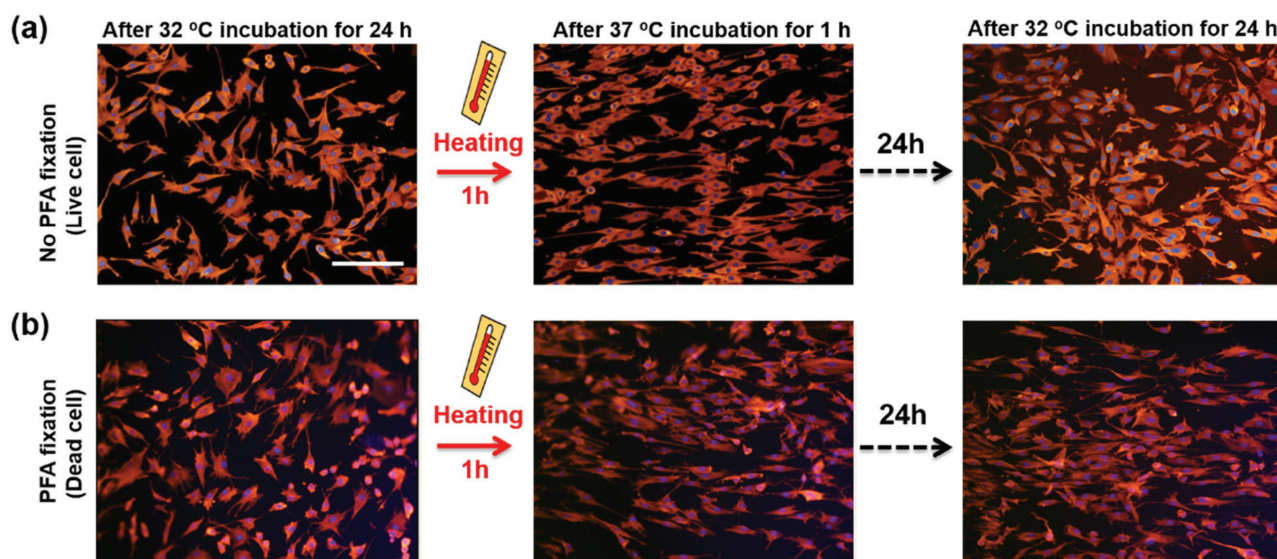 (a)
After 32 °C incubation for 24 h
After 37 °C incubation for 1 h
After 32 °C incubation for 24 h
No PFA fixation
(Live cell)
Heating
1h
24h
(b)
PFA fixation
(Dead cell)
Heating
1h
24h